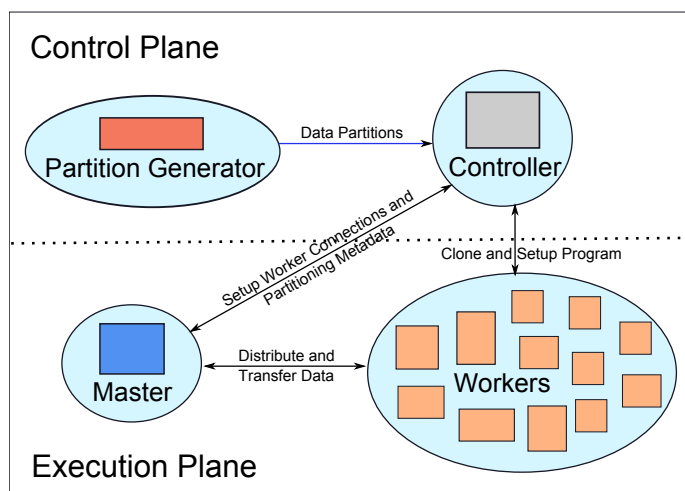 Control Plane
Data Partitions
Partition Generator
Controller
Setup Worker Connections and
Partitioning Metadata
Clone and Setup Program
Distribute and
Transfer Data
Master
Workers
Execution Plane